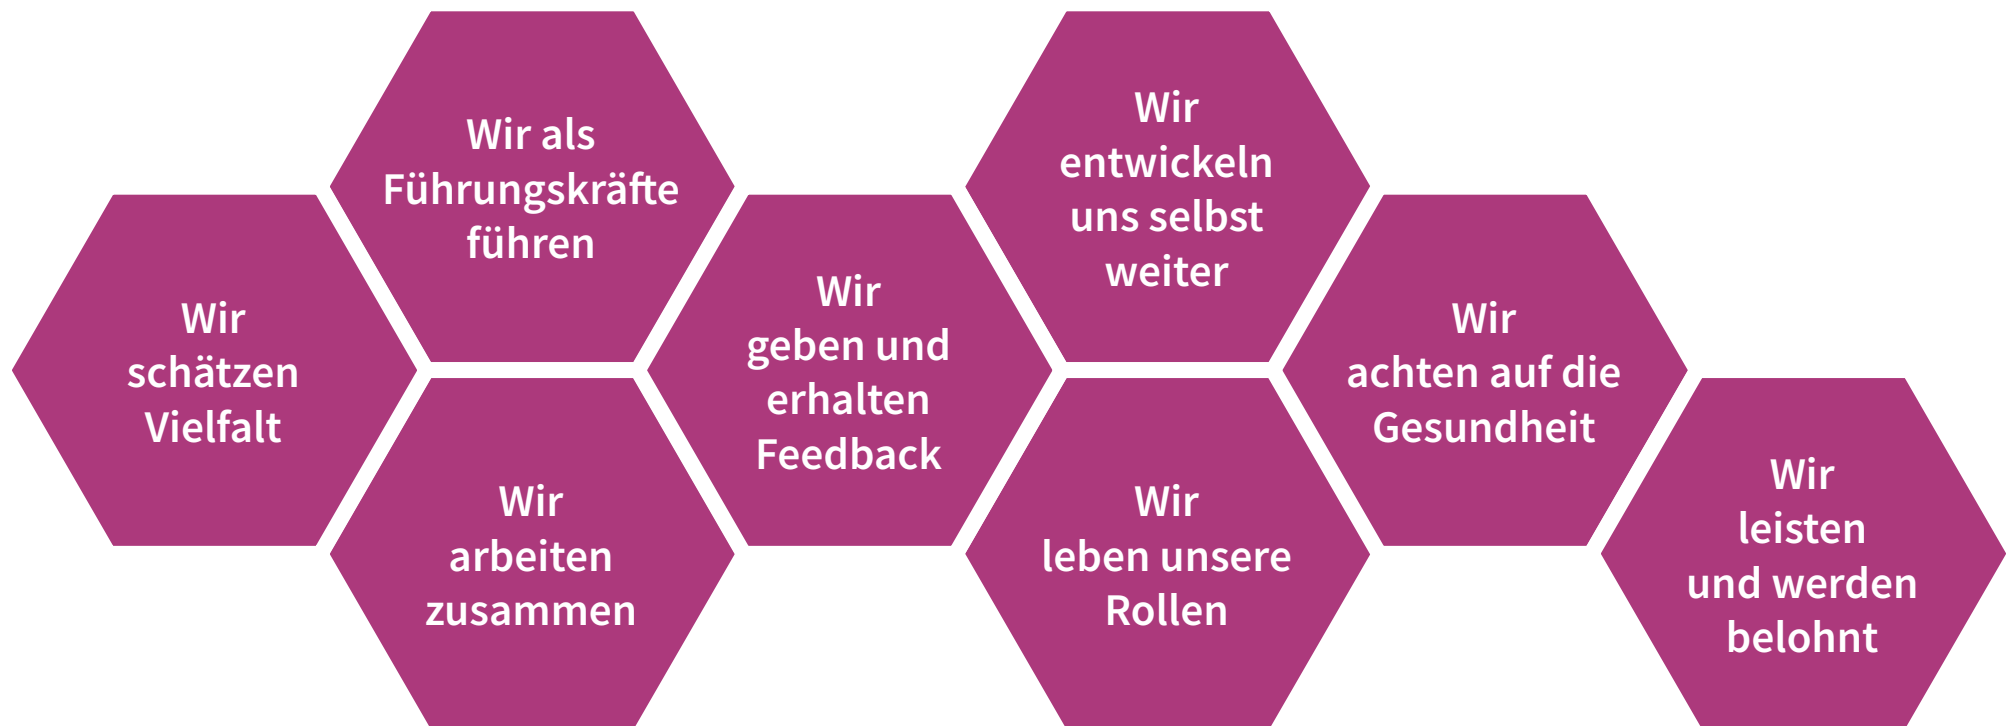 Wir
schätzen
Vielfalt
Wir als
Führungskräfte
führen
Wir
arbeiten
zusammen
Wir
geben und
erhalten
Feedback
Wir
entwickeln
uns selbst
weiter
Wir
leben unsere
Rollen
Wir
achten auf die
Gesundheit
Wir
leisten
und werden
belohnt